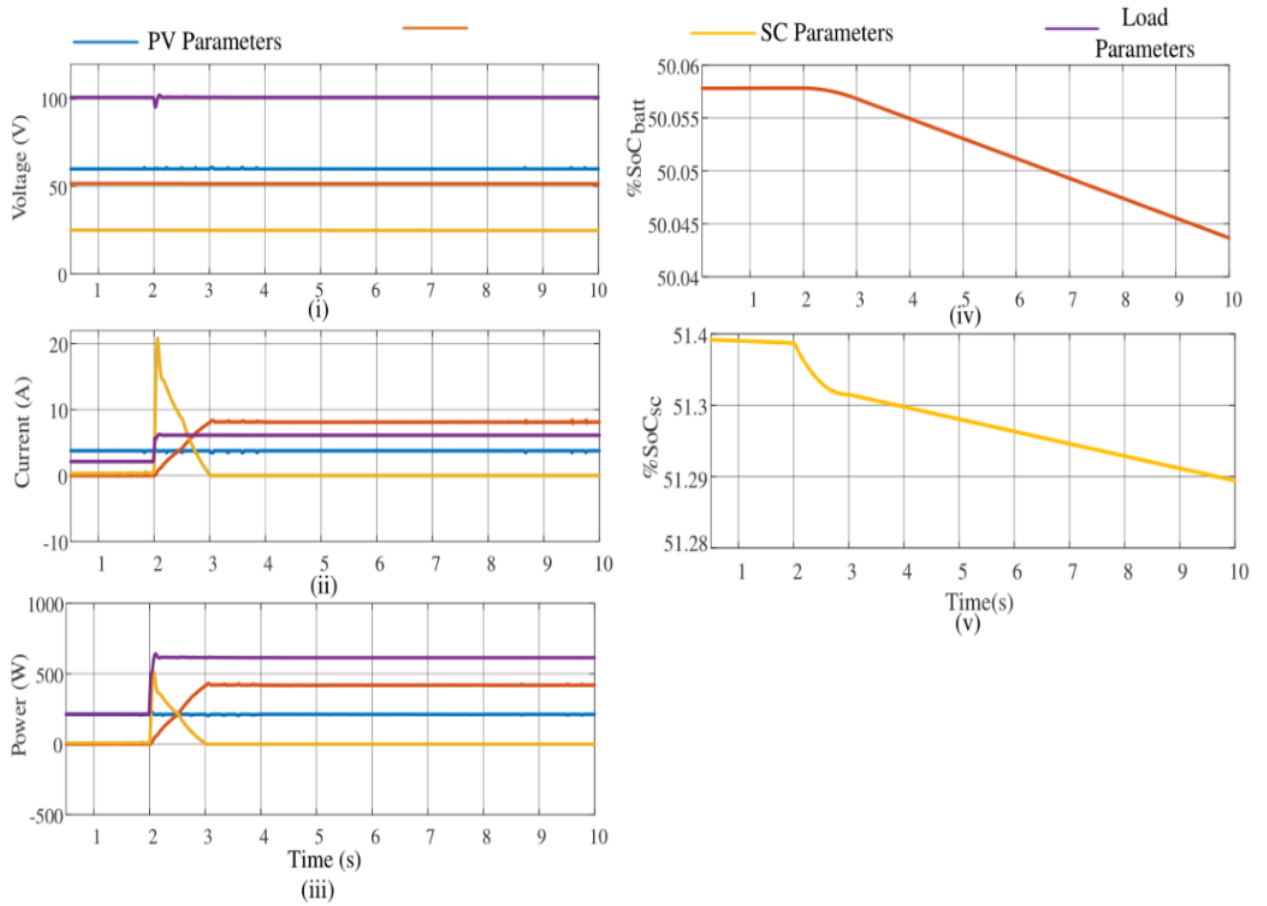 PV Parameters
SC Parameters
Load
Parameters
Voltage (V)
100
50
0
1 2 3 4 5 6 7 8 9 10
(i)
Current (A)
20
10
0
-10
1 2 3 4 5 6 7 8 9 10
(ii)
Power (W)
1000
500
0
-500
1 2 3 4 5 6 7 8 9 10
Time (s)
(iii)
%SoC batt
50.06
50.055
50.05
50.045
50.04
1 2 3 4 5 6 7 8 9 10
(iv)
%SoCsc
51.4
51.3
51.29
51.28
1 2 3 4 5 6 7 8 9 10
Time(s)
(v)